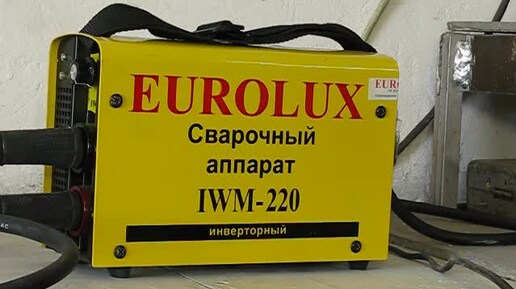 EUROLUX
Сварочный
аппарат
IWM-220
инверторный